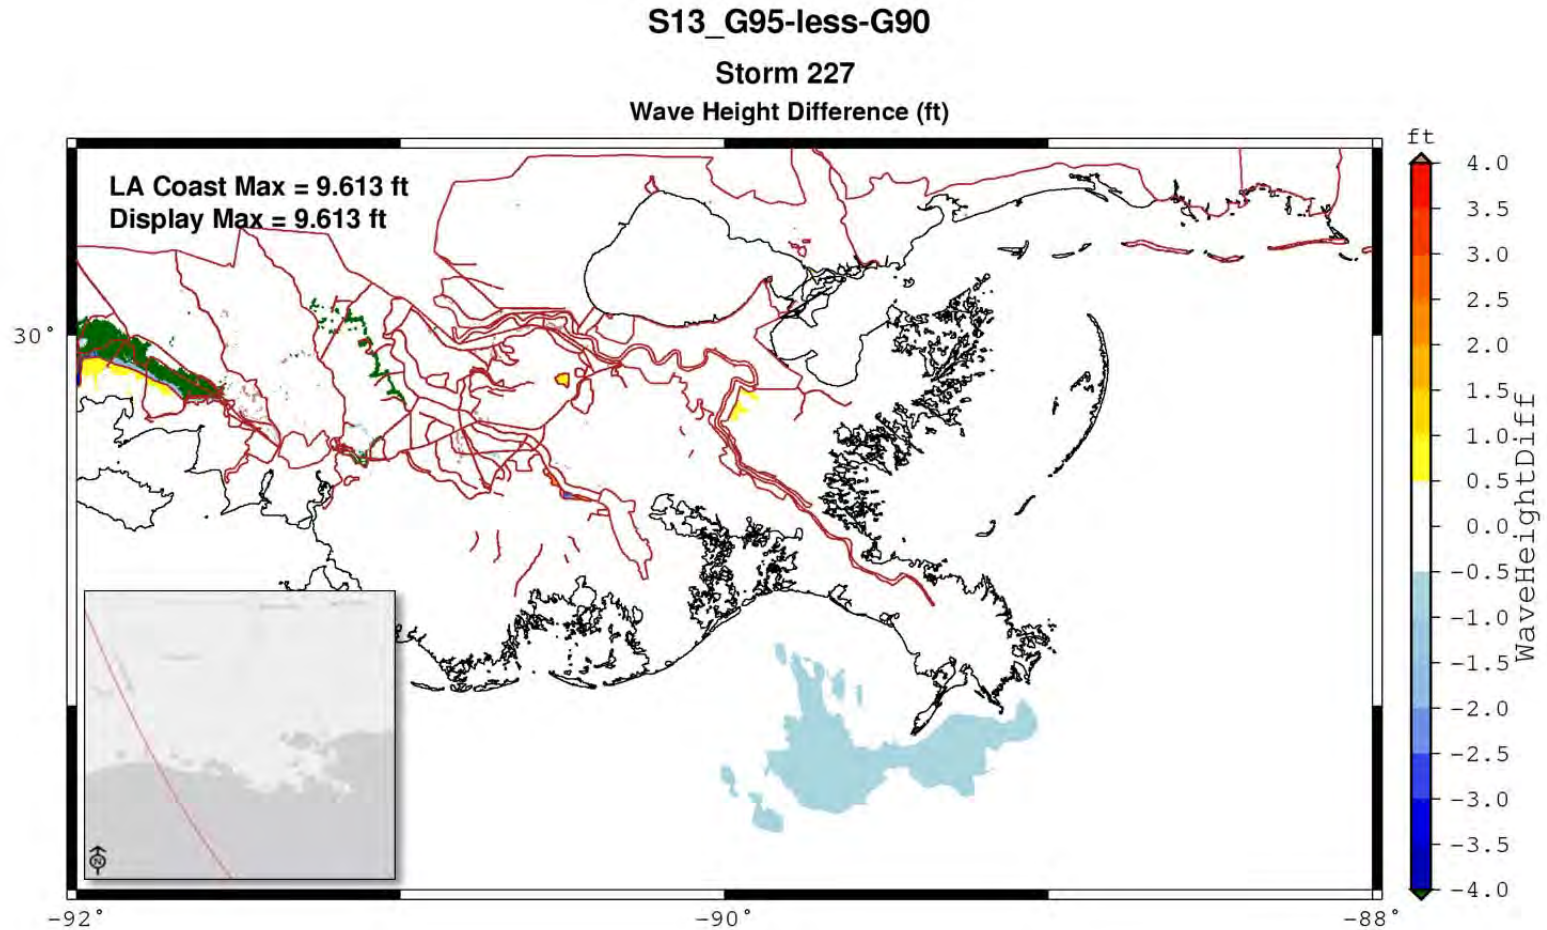 S13_G95-less-G90
Storm 227
Wave Height Difference (ft)
LA Coast Max = 9.613 ft
Display Max = 9.613 ft
ft
4.0
3.5
3.0
2.5
2.0
1.5
1.0
0.5
0.0
-0.5
-1.0
-1.5
-2.0
-2.5
-3.0
-3.5
-4.0
WaveHeightDiff
30°
N
-92°
-90°
-88°